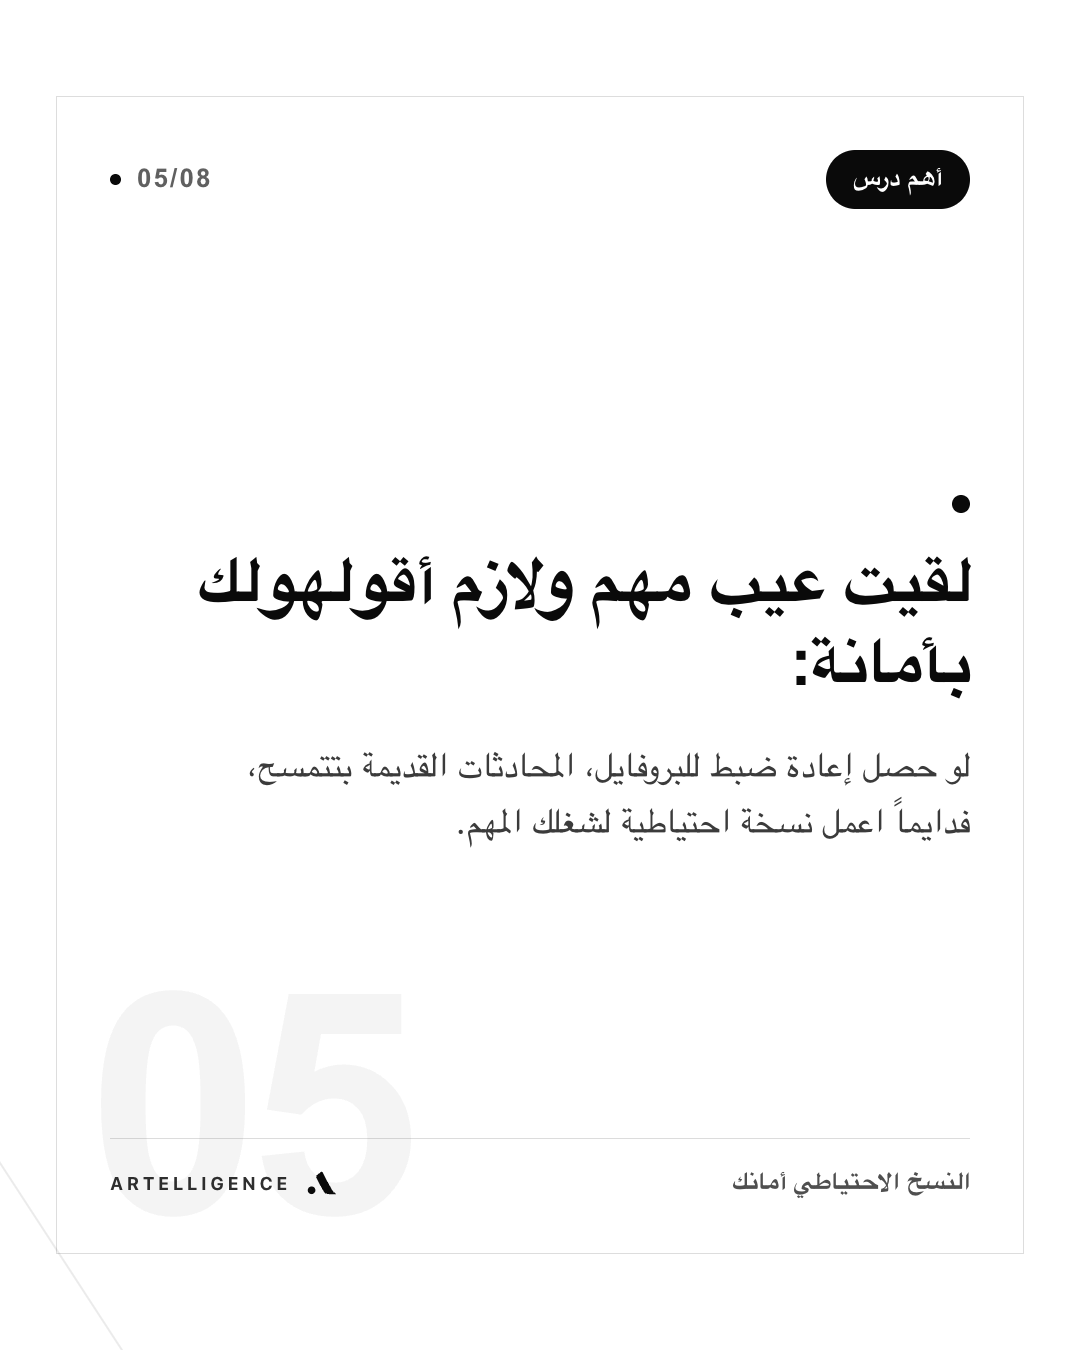 أهم درس
05/08
لقيت عيب مهم ولازم أقولهولك
بأمانة:
لو حصل إعادة ضبط للبروفايل، المحادثات القديمة بتتمسح،
فدايماً اعمل نسخة احتياطية لشغلك المهم.
05
النسخ الاحتياطي أمانك
ARTELLIGENCE